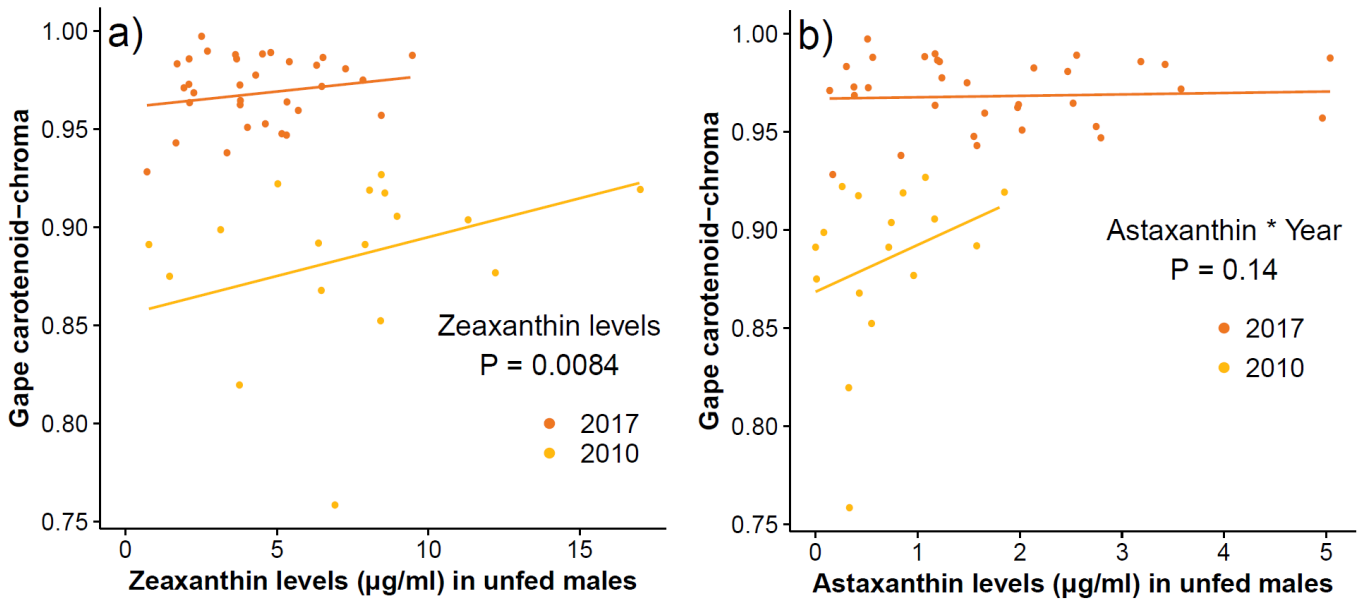 a)
Gape carotenoid−chroma
1.00
0.95
0.90
0.85
0.80
0.75
Zeaxanthin levels
P = 0.0084
2017
2010
0 5 10 15
Zeaxanthin levels (µg/ml) in unfed males
b)
Gape carotenoid−chroma
1.00
0.95
0.90
0.85
0.80
0.75
Astaxanthin * Year
P = 0.14
2017
2010
0 1 2 3 4 5
Astaxanthin levels (µg/ml) in unfed males